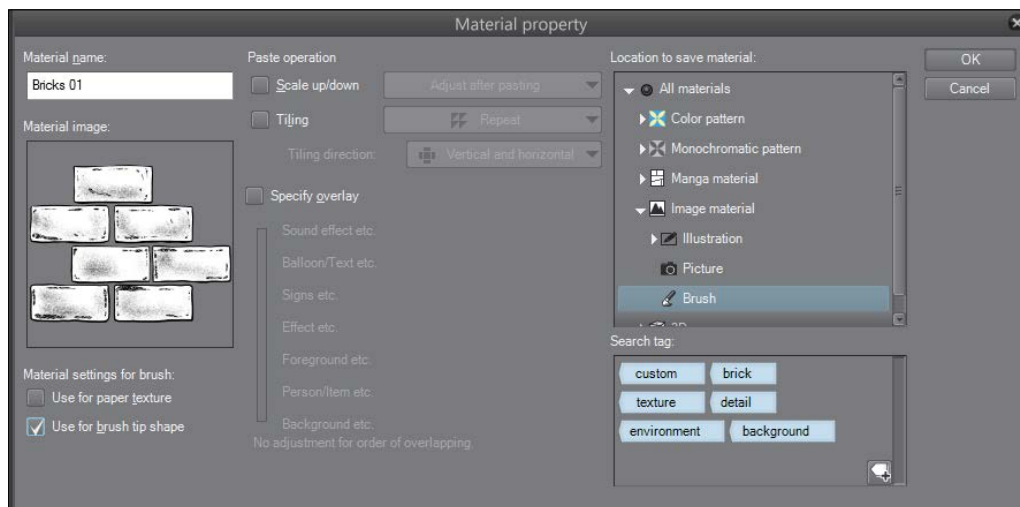 Material property
Material name:
Bricks 01
Material image:
Material settings for brush:
Use for paper texture
Use for brush tip shape
Paste operation
Scale up/down
Adjust after pasting
Tiling
Repeat
Tiling direction:
Vertical and horizontal
Specify overlay
Sound effect etc.
Balloon/Text etc.
Signs etc.
Effect etc.
Foreground etc.
Person/Item etc.
Background etc.
No adjustment for order of overlapping.
Location to save material:
All materials
Color pattern
Monochromatic pattern
Manga material
Image material
Illustration
Picture
Brush
3D
Search tag:
custom brick
texture detail
environment background
OK
Cancel